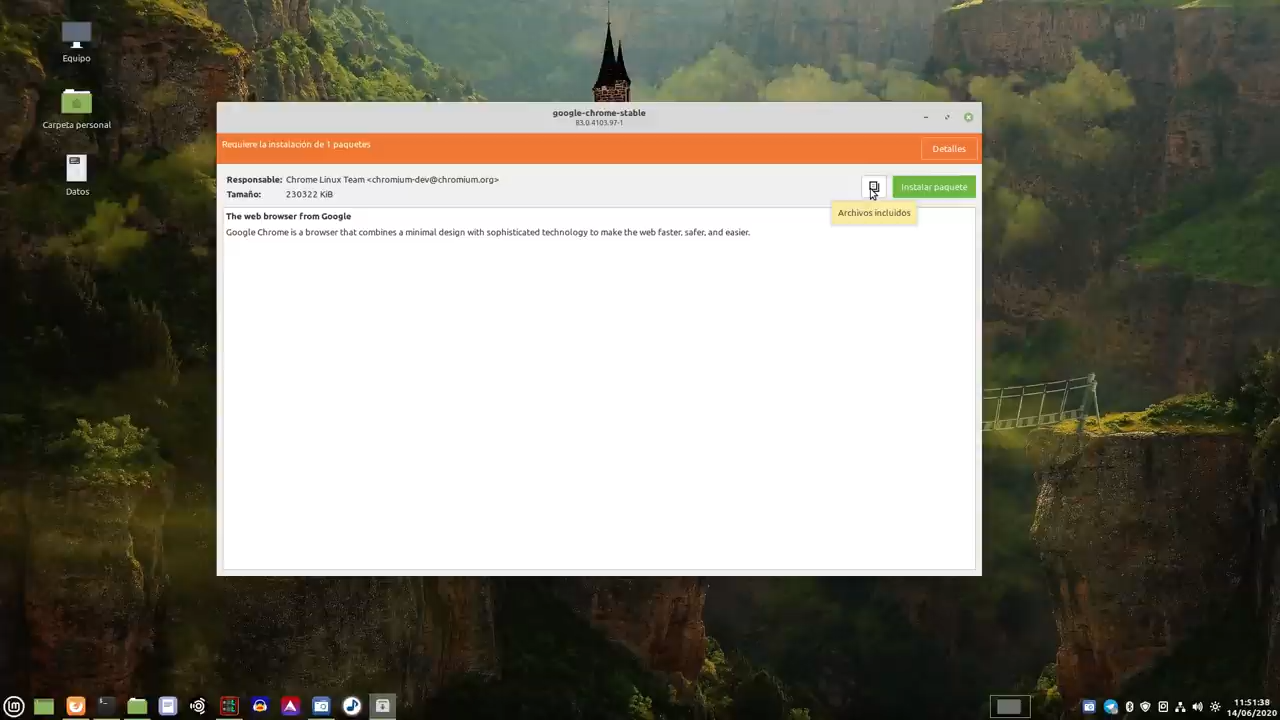 Equipo
Carpeta personal
Datos
google-chrome-stable
83.0.4103.97-1
Requiere la instalación de 1 paquetes
Detalles
Responsable: Chrome Linux Team <chromium-dev@chromium.org>
Tamaño: 230322 KiB
Instalar paquete
Archivos incluidos
The web browser from Google
Google Chrome is a browser that combines a minimal design with sophisticated technology to make the web faster, safer, and easier.
11:51:38
14/06/2020